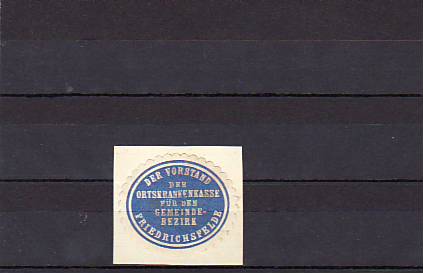 DER VORSTAND
DER
ORTSKRANKENKASSE
FÜR DEN
GEMEINDE-
BEZIRK
FRIEDRICHSFELDE